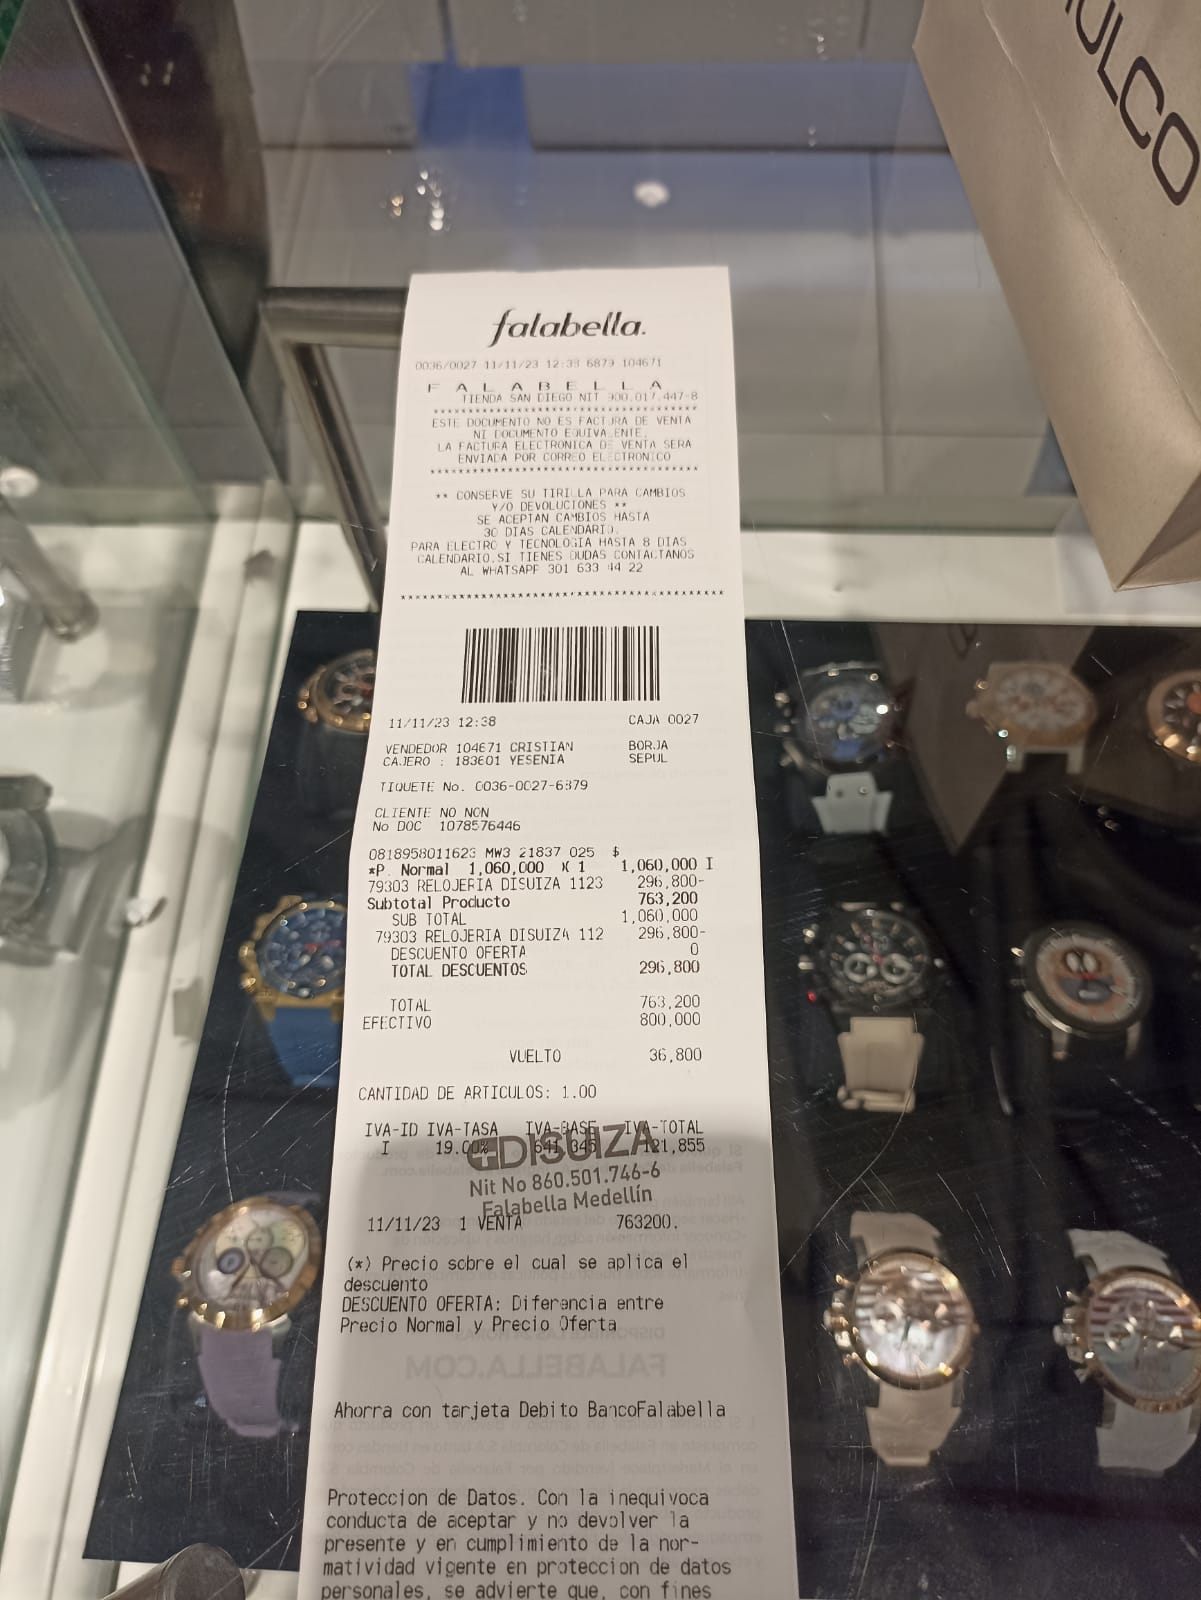 ULCO
falabella.
0036/0027 11/11/23 12:38 6879 104671
F A L A B E L L A
TIENDA SAN DIEGO NIT 900.017.447-8
****************************************
ESTE DOCUMENTO NO ES FACTURA DE VENTA
NI DOCUMENTO EQUIVALENTE.
LA FACTURA ELECTRONICA DE VENTA SERA
ENVIADA POR CORREO ELECTRONICO
****************************************
** CONSERVE SU TIRILLA PARA CAMBIOS
Y/O DEVOLUCIONES **
SE ACEPTAN CAMBIOS HASTA
30 DIAS CALENDARIO.
PARA ELECTRO Y TECNOLOGIA HASTA 8 DIAS
CALENDARIO.SI TIENES DUDAS CONTACTANOS
AL WHATSAPP 301 633 44 22
****************************************
11/11/23 12:38 CAJA 0027
VENDEDOR 104671 CRISTIAN BORJA
CAJERO : 183601 YESENIA SEPUL
TIQUETE No. 0036-0027-6879
CLIENTE NO NON
No DOC 1078576446
0818958011623 MW3 21837 025 $
*P. Normal 1,060,000 X 1 1,060,000 I
79303 RELOJERIA DISUIZA 1123 296,800-
Subtotal Producto 763,200
SUB TOTAL 1,060,000
79303 RELOJERIA DISUIZA 112 296,800-
DESCUENTO OFERTA 0
TOTAL DESCUENTOS 296,800
TOTAL 763,200
EFECTIVO 800,000
VUELTO 36,800
CANTIDAD DE ARTICULOS: 1.00
IVA-ID IVA-TASA IVA-BASE IVA-TOTAL
I 19.00% 641,345 121,855
DISUIZA
Nit No 860.501.746-6
Falabella Medellín
11/11/23 1 VENTA 763200.
(*) Precio sobre el cual se aplica el
descuento
DESCUENTO OFERTA: Diferencia entre
Precio Normal y Precio Oferta
FALABELLA.COM
Ahorra con tarjeta Debito BancoFalabella
Proteccion de Datos. Con la inequivoca
conducta de aceptar y no devolver la
presente y en cumplimiento de la nor-
matividad vigente en proteccion de datos
personales, se advierte que, con fines